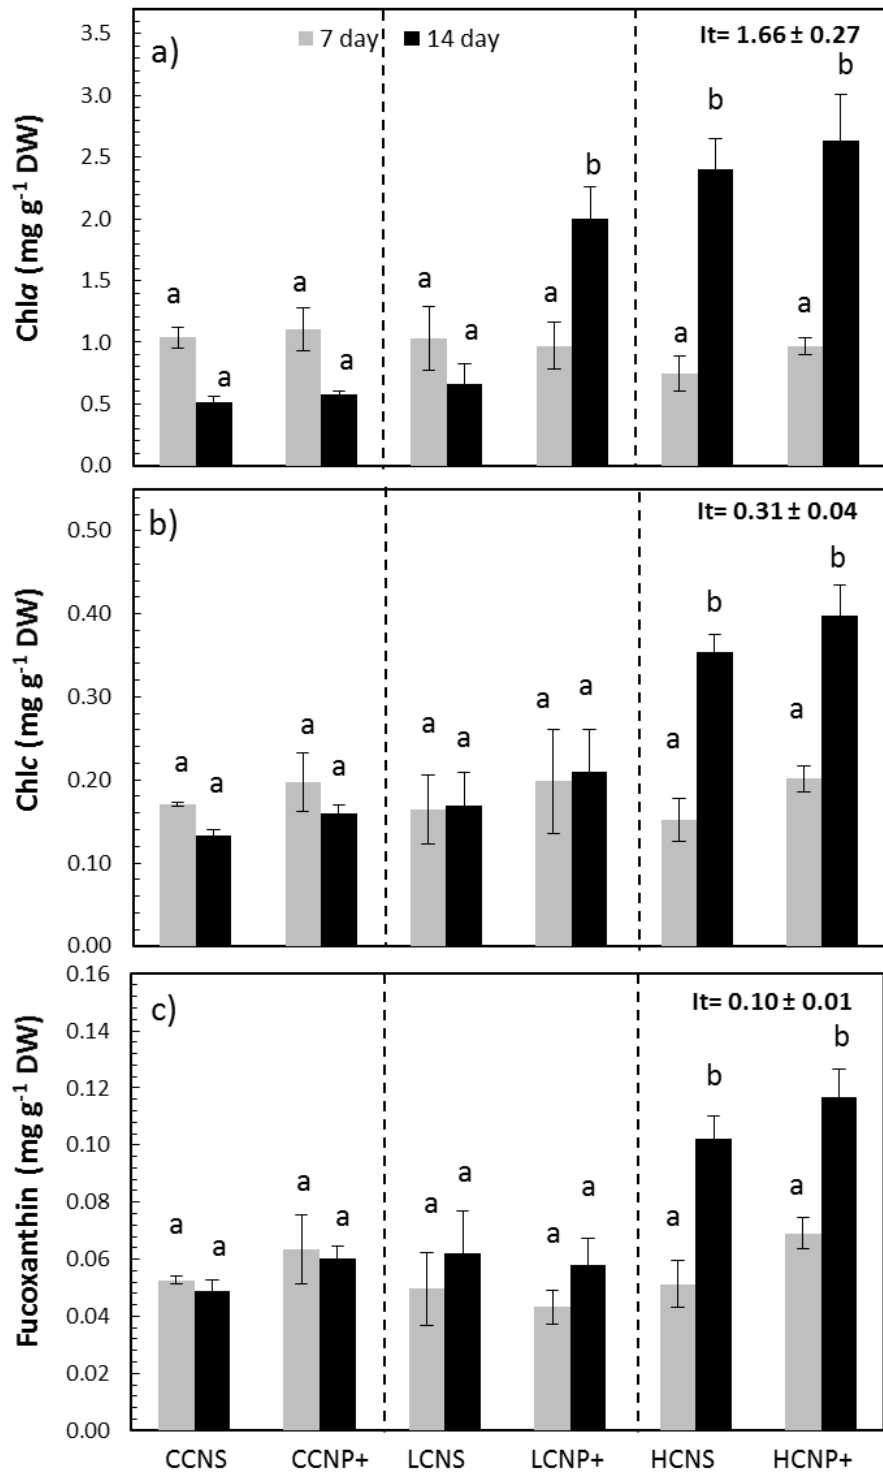 a)
7 day
14 day
It= 1.66 ± 0.27
3.5
3.0
2.5
2.0
1.5
1.0
0.5
0.0
Chla (mg g-1 DW)
a
a
a
a
a
a
a
b
a
b
a
b
b)
It= 0.31 ± 0.04
0.50
0.40
0.30
0.20
0.10
0.00
Chlc (mg g-1 DW)
a
a
a
a
a
a
a
a
a
b
a
b
c)
It= 0.10 ± 0.01
0.16
0.14
0.12
0.10
0.08
0.06
0.04
0.02
0.00
Fucoxanthin (mg g-1 DW)
a
a
a
a
a
a
a
a
a
b
a
b
CCNS
CCNP+
LCNS
LCNP+
HCNS
HCNP+